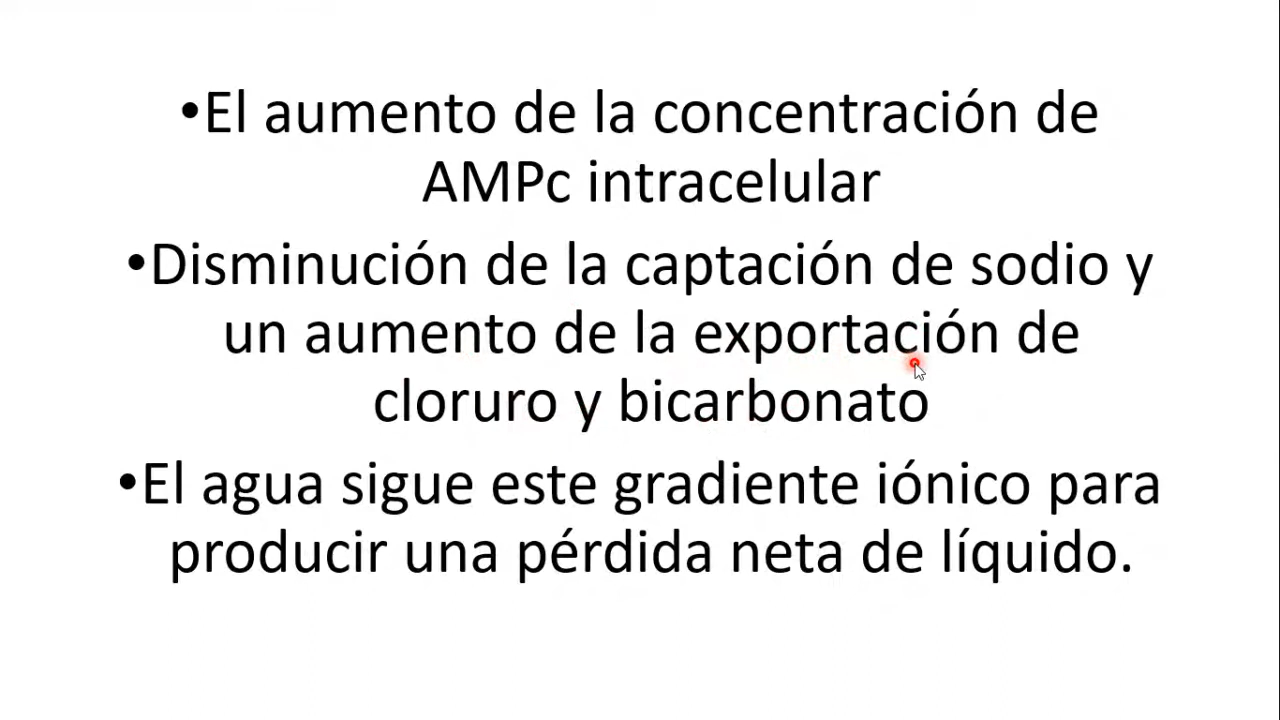 •El aumento de la concentración de
AMPc intracelular
•Disminución de la captación de sodio y
un aumento de la exportación de
cloruro y bicarbonato
•El agua sigue este gradiente iónico para
producir una pérdida neta de líquido.